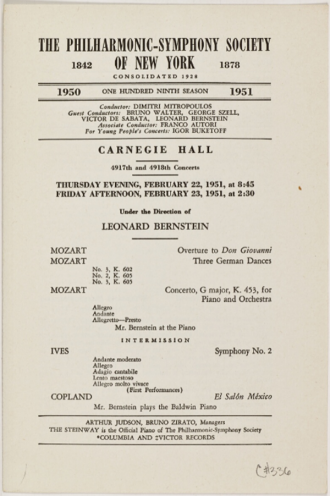 THE PHILHARMONIC-SYMPHONY SOCIETY
1842 OF NEW YORK 1878
CONSOLIDATED 1928
1950 ONE HUNDRED NINTH SEASON 1951
Conductor: DIMITRI MITROPOULOS
Guest Conductors: BRUNO WALTER, GEORGE SZELL,
VICTOR DE SABATA, LEONARD BERNSTEIN
Associate Conductor: FRANCO AUTORI
For Young People's Concerts: IGOR BUKETOFF
CARNEGIE HALL
4917th and 4918th Concerts
THURSDAY EVENING, FEBRUARY 22, 1951, at 8:45
FRIDAY AFTERNOON, FEBRUARY 23, 1951, at 2:30
Under the Direction of
LEONARD BERNSTEIN
MOZART Overture to Don Giovanni
MOZART Three German Dances
No. 3, K. 602
No. 2, K. 605
No. 3, K. 605
MOZART Concerto, G major, K. 453, for
Piano and Orchestra
Allegro
Andante
Allegretto—Presto
Mr. Bernstein at the Piano
INTERMISSION
IVES Symphony No. 2
Andante moderato
Allegro
Adagio cantabile
Lento maestoso
Allegro molto vivace
(First Performances)
COPLAND El Salón México
Mr. Bernstein plays the Baldwin Piano
ARTHUR JUDSON, BRUNO ZIRATO, Managers
THE STEINWAY is the Official Piano of The Philharmonic-Symphony Society
*COLUMBIA AND ‡VICTOR RECORDS